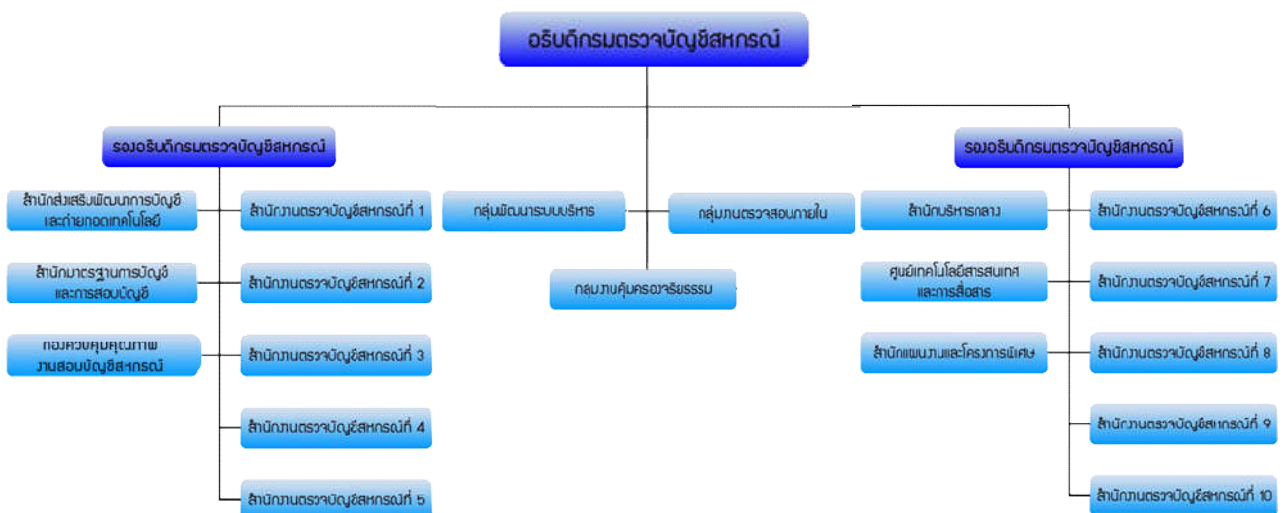 อธิบดีกรมตรวจบัญชีสหกรณ์
รองอธิบดีกรมตรวจบัญชีสหกรณ์
รองอธิบดีกรมตรวจบัญชีสหกรณ์
สำนักส่งเสริมพัฒนาการบัญชี
และถ่ายทอดเทคโนโลยี
สำนักงานตรวจบัญชีสหกรณ์ที่ 1
กลุ่มพัฒนาระบบบริหาร
กลุ่มงานตรวจสอบภายใน
สำนักบริหารกลาง
สำนักงานตรวจบัญชีสหกรณ์ที่ 6
สำนักมาตรฐานการบัญชี
และการสอบบัญชี
สำนักงานตรวจบัญชีสหกรณ์ที่ 2
กลุ่มงานคุ้มครองจริยธรรม
ศูนย์เทคโนโลยีสารสนเทศ
และการสื่อสาร
สำนักงานตรวจบัญชีสหกรณ์ที่ 7
กองควบคุมคุณภาพ
งานสอบบัญชีสหกรณ์
สำนักงานตรวจบัญชีสหกรณ์ที่ 3
สำนักแผนงานและโครงการพิเศษ
สำนักงานตรวจบัญชีสหกรณ์ที่ 8
สำนักงานตรวจบัญชีสหกรณ์ที่ 4
สำนักงานตรวจบัญชีสหกรณ์ที่ 9
สำนักงานตรวจบัญชีสหกรณ์ที่ 5
สำนักงานตรวจบัญชีสหกรณ์ที่ 10